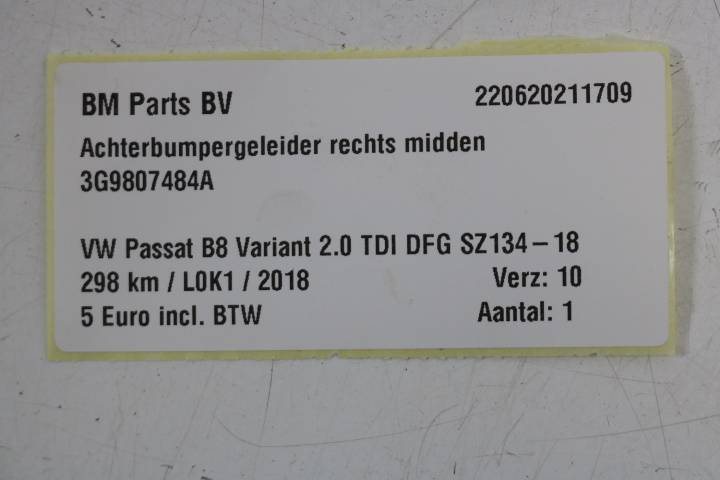 BM Parts BV 220620211709
Achterbumpergeleider rechts midden
3G9807484A
VW Passat B8 Variant 2.0 TDI DFG SZ134-18
298 km / L0K1 / 2018 Verz: 10
5 Euro incl. BTW Aantal: 1